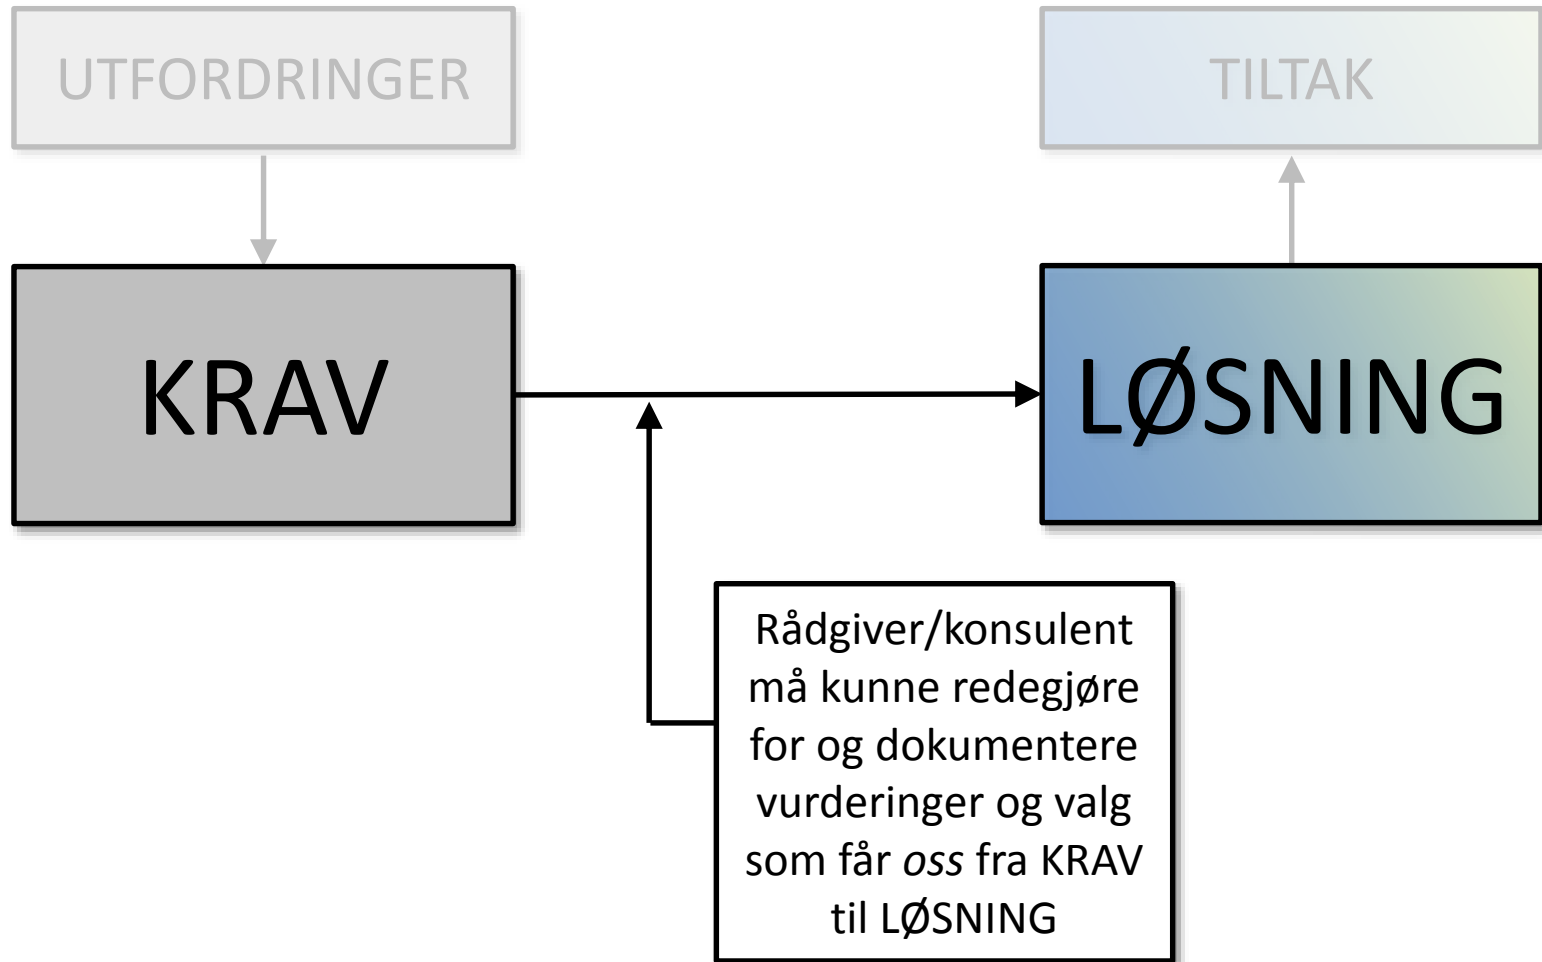 UTFORDRINGER
TILTAK
KRAV
LØSNING
Rådgiver/konsulent
må kunne redegjøre
for og dokumentere
vurderinger og valg
som får oss fra KRAV
til LØSNING